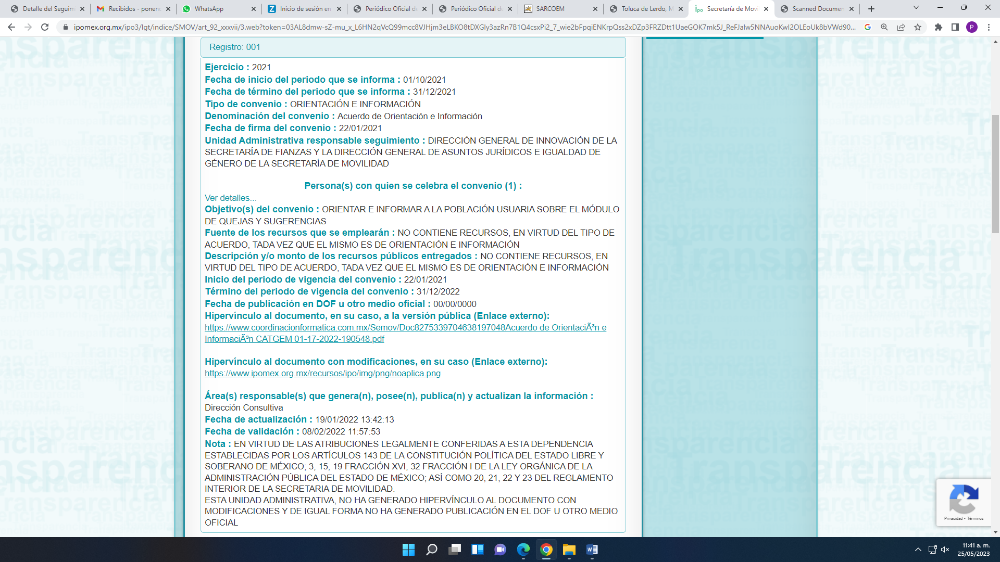 Detalle del Seguim
Recibidos - ponenc
WhatsApp
Inicio de sesión en
Periódico Oficial de
Periódico Oficial de
SARCOEM
Toluca de Lerdo, M
Secretaría de Movi
Scanned Documen
ipomex.org.mx/ipo3/lgt/indice/SMOV/art_92_xxxvii/3.web?token=03AL8dmw-sZ-mu_x_L6HN2qVcQ99mcc8VJHjm3eLBKO8tDXGly3azRn7B1Q4csxPi2_7_wie2bFpqiENKrpQss2xDZp3FRZDtt1UaeGOK7mk5J_ReFJaIw5NNAuoKwI2OLEoUk8bVWd90...
Registro: 001
Ejercicio : 2021
Fecha de inicio del periodo que se informa : 01/10/2021
Fecha de término del periodo que se informa : 31/12/2021
Tipo de convenio : ORIENTACIÓN E INFORMACIÓN
Denominación del convenio : Acuerdo de Orientación e Información
Fecha de firma del convenio : 22/01/2021
Unidad Administrativa responsable seguimiento : DIRECCIÓN GENERAL DE INNOVACIÓN DE LA
SECRETARÍA DE FIANZAS Y LA DIRECCIÓN GENERAL DE ASUNTOS JURÍDICOS E IGUALDAD DE
GÉNERO DE LA SECRETARÍA DE MOVILIDAD
Persona(s) con quien se celebra el convenio (1) :
Ver detalles...
Objetivo(s) del convenio : ORIENTAR E INFORMAR A LA POBLACIÓN USUARIA SOBRE EL MÓDULO
DE QUEJAS Y SUGERENCIAS
Fuente de los recursos que se emplearán : NO CONTIENE RECURSOS, EN VIRTUD DEL TIPO DE
ACUERDO, TADA VEZ QUE EL MISMO ES DE ORIENTACIÓN E INFORMACIÓN
Descripción y/o monto de los recursos públicos entregados : NO CONTIENE RECURSOS, EN
VIRTUD DEL TIPO DE ACUERDO, TADA VEZ QUE EL MISMO ES DE ORIENTACIÓN E INFORMACIÓN
Inicio del periodo de vigencia del convenio : 22/01/2021
Término del periodo de vigencia del convenio : 31/12/2022
Fecha de publicación en DOF u otro medio oficial : 00/00/0000
Hipervínculo al documento, en su caso, a la versión pública (Enlace externo):
https://www.coordinacionformatica.com.mx/Semov/Doc8275339704638197048Acuerdo de OrientaciÃ³n e
InformaciÃ³n CATGEM 01-17-2022-190548.pdf
Hipervínculo al documento con modificaciones, en su caso (Enlace externo):
https://www.ipomex.org.mx/recursos/ipo/img/png/noaplica.png
Área(s) responsable(s) que genera(n), posee(n), publica(n) y actualizan la información :
Dirección Consultiva
Fecha de actualización : 19/01/2022 13:42:13
Fecha de validación : 08/02/2022 11:57:53
Nota : EN VIRTUD DE LAS ATRIBUCIONES LEGALMENTE CONFERIDAS A ESTA DEPENDENCIA
ESTABLECIDAS POR LOS ARTÍCULOS 143 DE LA CONSTITUCIÓN POLÍTICA DEL ESTADO LIBRE Y
SOBERANO DE MÉXICO; 3, 15, 19 FRACCIÓN XVI, 32 FRACCIÓN I DE LA LEY ORGÁNICA DE LA
ADMINISTRACIÓN PÚBLICA DEL ESTADO DE MÉXICO; ASÍ COMO 20, 21, 22 Y 23 DEL REGLAMENTO
INTERIOR DE LA SECRETARIA DE MOVILIDAD.
ESTA UNIDAD ADMINISTRATIVA, NO HA GENERADO HIPERVÍNCULO AL DOCUMENTO CON
MODIFICACIONES Y DE IGUAL FORMA NO HA GENERADO PUBLICACIÓN EN EL DOF U OTRO MEDIO
OFICIAL
Privacidad - Términos
11:41 a. m.
25/05/2023